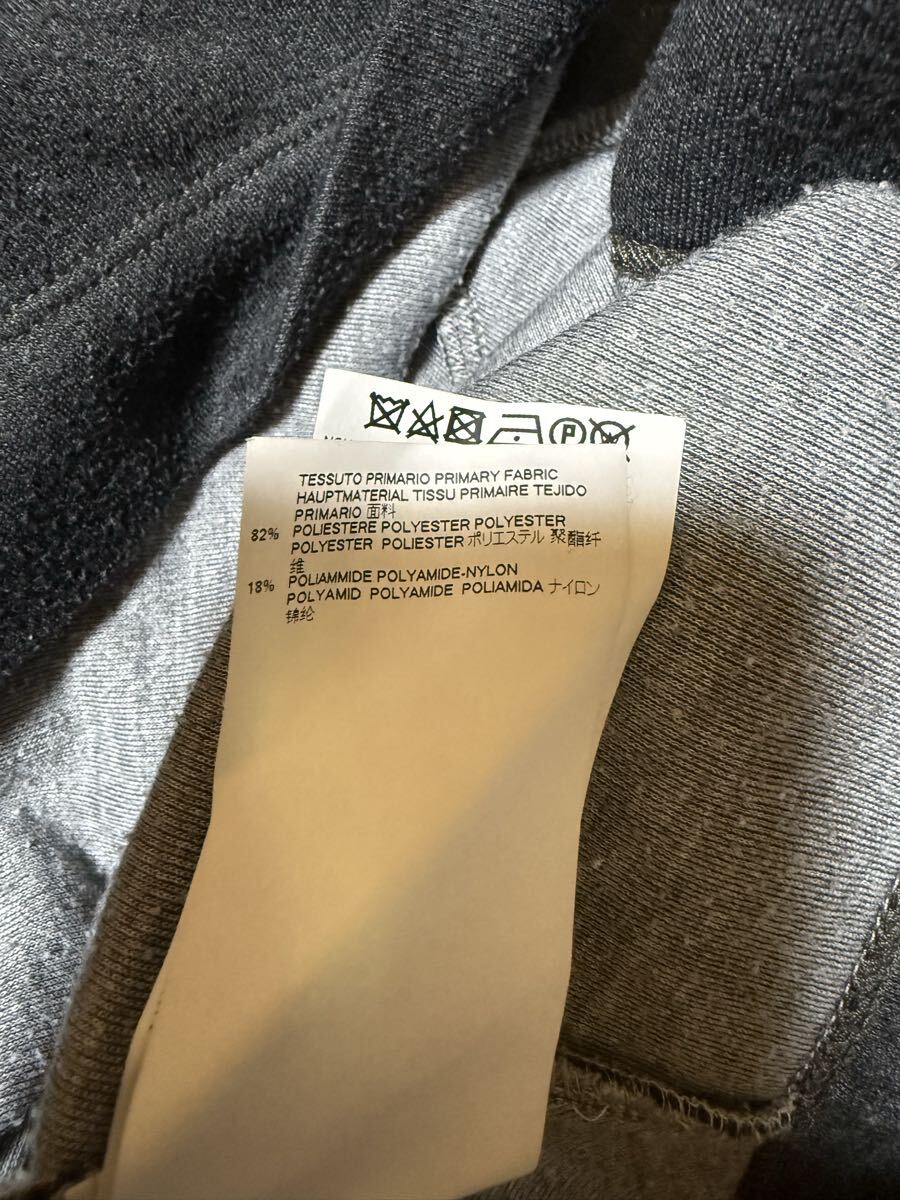 P
TESSUTO PRIMARIO PRIMARY FABRIC
HAUPTMATERIAL TISSU PRIMAIRE TEJIDO
PRIMARIO 面料
82% POLIESTERE POLYESTER POLYESTER
POLYESTER POLIESTER ポリエステル 聚酯纤
维
18% POLIAMMIDE POLYAMIDE-NYLON
POLYAMID POLYAMIDE POLIAMIDA ナイロン
锦纶